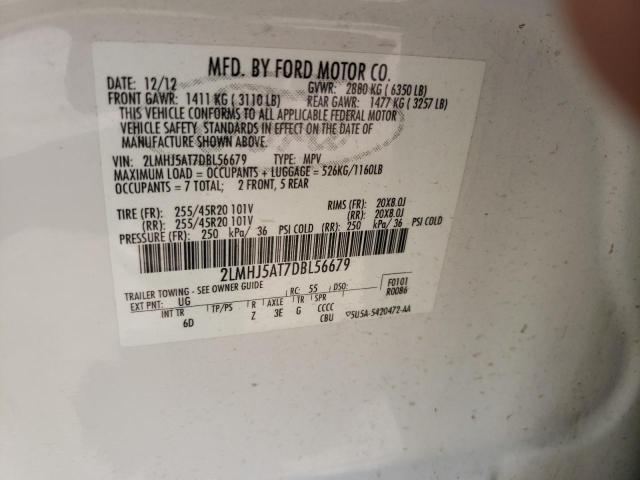 MFD. BY FORD MOTOR CO.
DATE: 12/12 GVWR: 2880 KG ( 6350 LB)
FRONT GAWR: 1411 KG ( 3110 LB) REAR GAWR: 1477 KG ( 3257 LB)
THIS VEHICLE CONFORMS TO ALL APPLICABLE FEDERAL MOTOR
VEHICLE SAFETY STANDARDS IN EFFECT ON THE DATE OF
MANUFACTURE SHOWN ABOVE.
VIN: 2LMHJ5AT7DBL56679 TYPE: MPV
MAXIMUM LOAD = OCCUPANTS + LUGGAGE = 526KG/1160LB
OCCUPANTS = 7 TOTAL; 2 FRONT, 5 REAR
TIRE (FR): 255/45R20 101V RIMS (FR): 20X8.0J
(RR): 255/45R20 101V (RR): 20X8.0J
PRESSURE (FR): 250 kPa/ 36 PSI COLD (RR): 250 kPa/ 36 PSI COLD
2LMHJ5AT7DBL56679
TRAILER TOWING - SEE OWNER GUIDE F0101
EXT PNT: UG RC: 55 DSO: R0086
INT TR TP/PS R AXLE TR SPR
6D Z 3E G CCCC
CBU ▽5U5A-5420472-AA